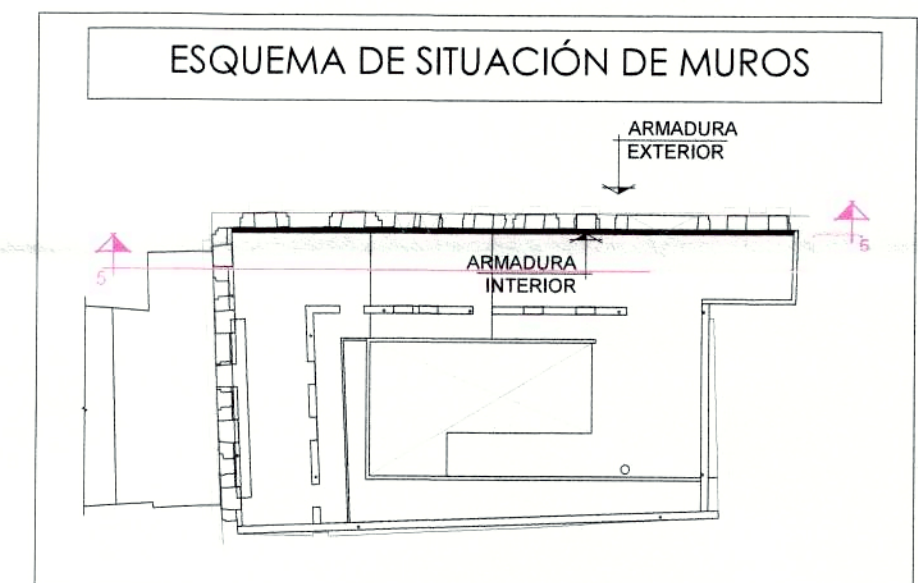 ESQUEMA DE SITUACIÓN DE MUROS
ARMADURA
EXTERIOR
5
5
ARMADURA
INTERIOR